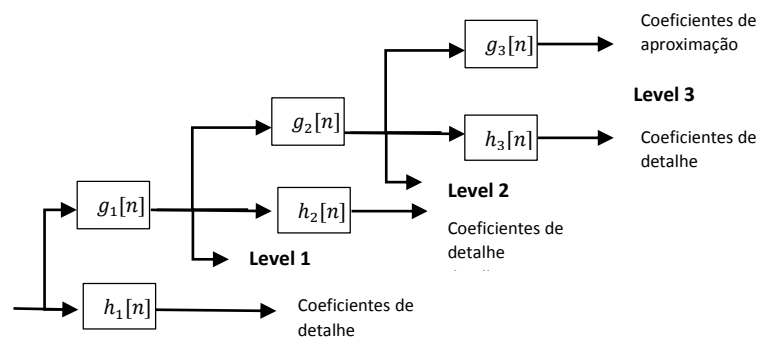 g₃[n]
Coeficientes de
aproximação
Level 3
g₂[n]
h₃[n]
Coeficientes de
detalhe
Level 2
g₁[n]
h₂[n]
Coeficientes de
detalhe
Level 1
h₁[n]
Coeficientes de
detalhe